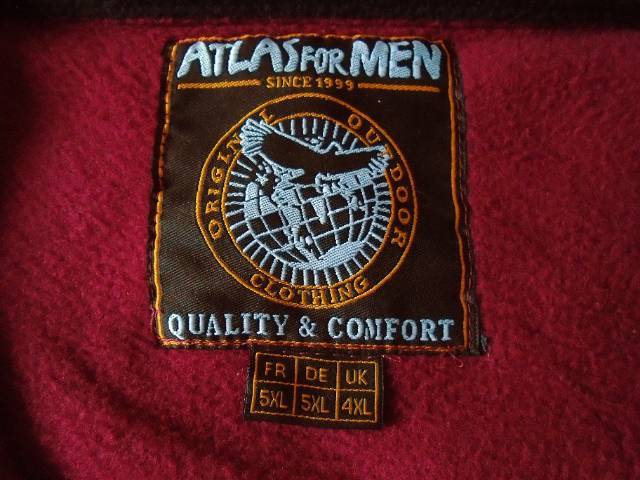 ATLAS FOR MEN
SINCE 1999
ORIGINAL OUTDOOR
CLOTHING
QUALITY & COMFORT
FR DE UK
5XL 5XL 4XL